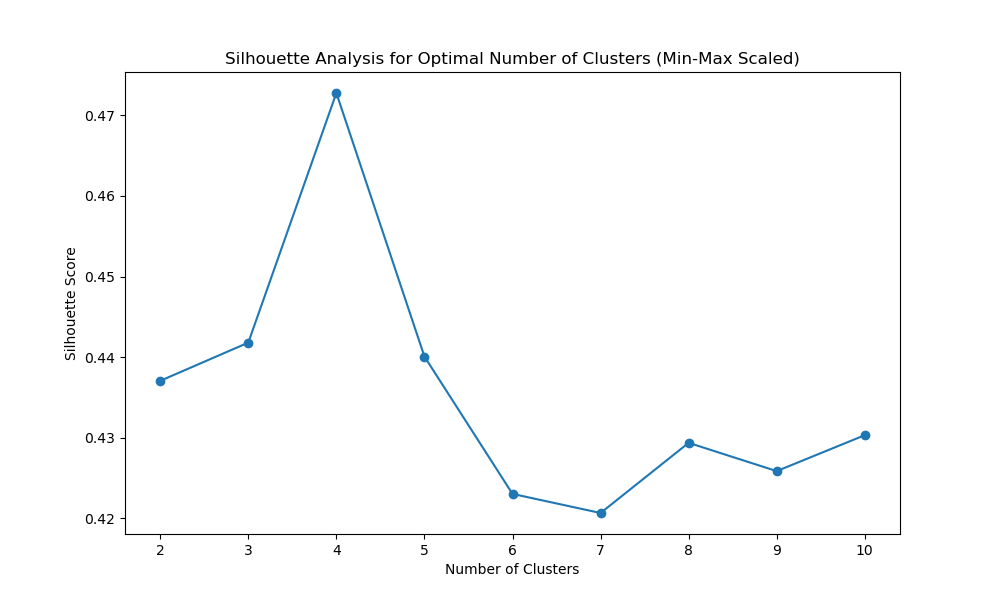 Silhouette Analysis for Optimal Number of Clusters (Min-Max Scaled)
Silhouette Score
0.47
0.46
0.45
0.44
0.43
0.42
2 3 4 5 6 7 8 9 10
Number of Clusters